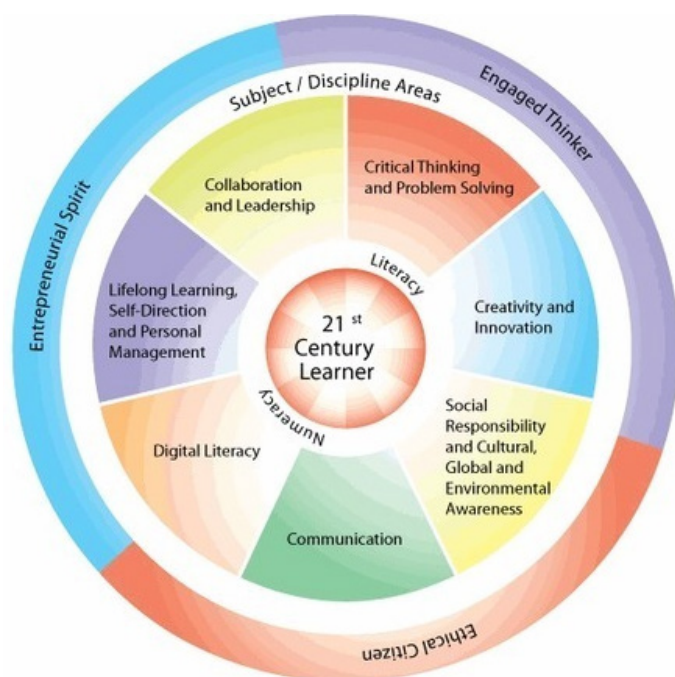 Engaged Thinker
Entrepreneurial Spirit
Subject / Discipline Areas
Collaboration
and Leadership
Critical Thinking
and Problem Solving
Lifelong Learning,
Self-Direction
and Personal
Management
Literacy
21 st
Century
Learner
Numeracy
Creativity and
Innovation
Digital Literacy
Social
Responsibility
and Cultural,
Global and
Environmental
Awareness
Communication
Ethical Citizen